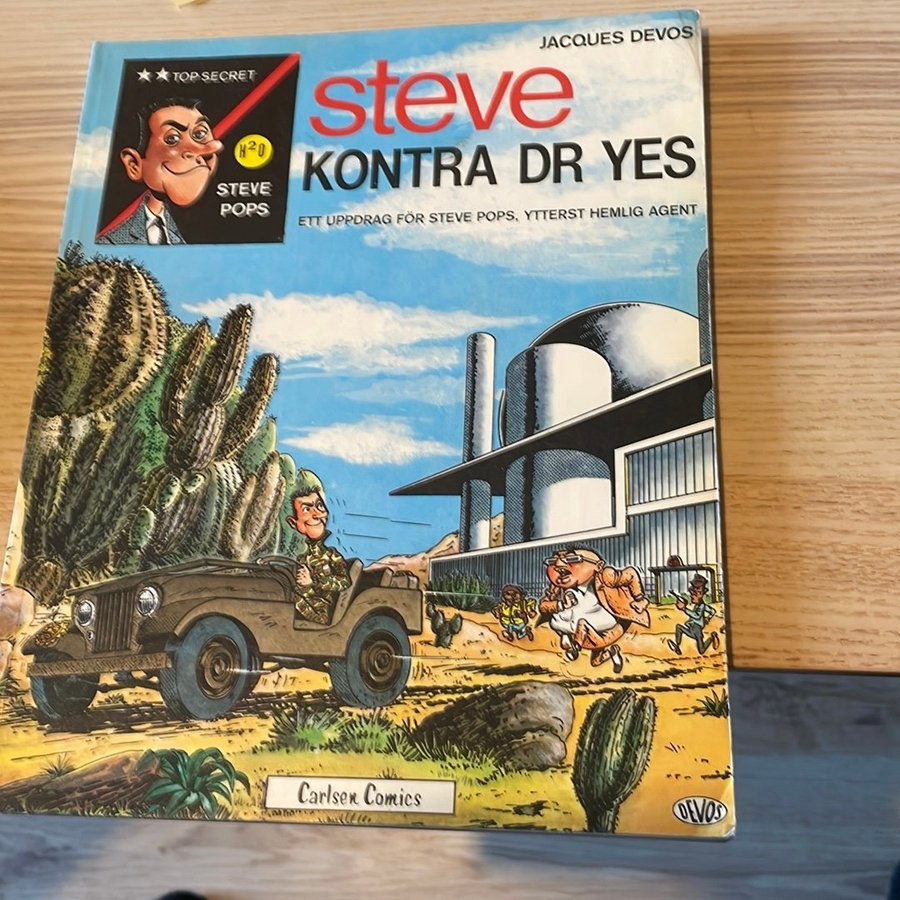 JACQUES DEVOS
★★ TOP SECRET
steve
H2O
KONTRA DR YES
STEVE
POPS
ETT UPPDRAG FÖR STEVE POPS, YTTERST HEMLIG AGENT
Carlsen Comics
DEVOS